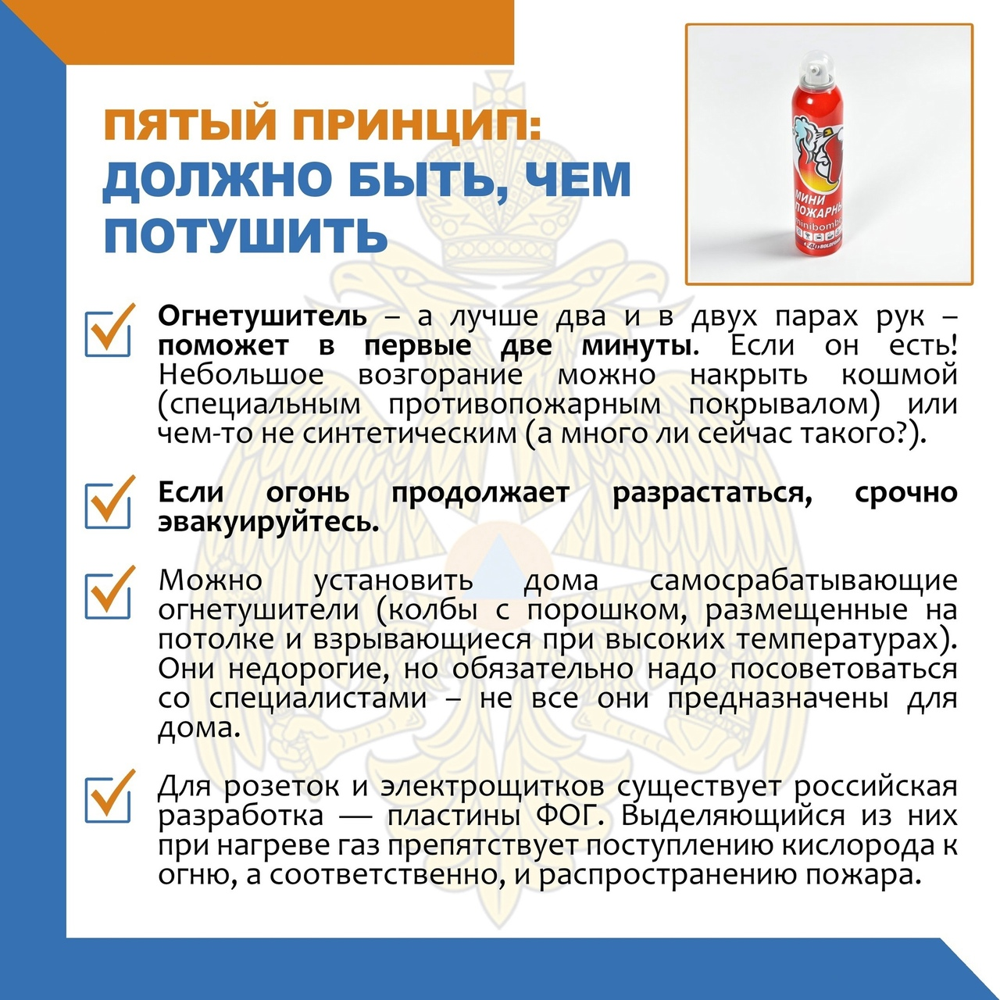 ПЯТЫЙ ПРИНЦИП:
ДОЛЖНО БЫТЬ, ЧЕМ
ПОТУШИТЬ
МИНИ
ПОЖАРНЫ
minibombe
Огнетушитель – а лучше два и в двух парах рук –
поможет в первые две минуты. Если он есть!
Небольшое возгорание можно накрыть кошмой
(специальным противопожарным покрывалом) или
чем-то не синтетическим (а много ли сейчас такого?).
Если огонь продолжает разрастаться, срочно
эвакуируйтесь.
Можно установить дома самосрабатывающие
огнетушители (колбы с порошком, размещенные на
потолке и взрывающиеся при высоких температурах).
Они недорогие, но обязательно надо посоветоваться
со специалистами – не все они предназначены для
дома.
Для розеток и электрощитков существует российская
разработка — пластины ФОГ. Выделяющийся из них
при нагреве газ препятствует поступлению кислорода к
огню, а соответственно, и распространению пожара.